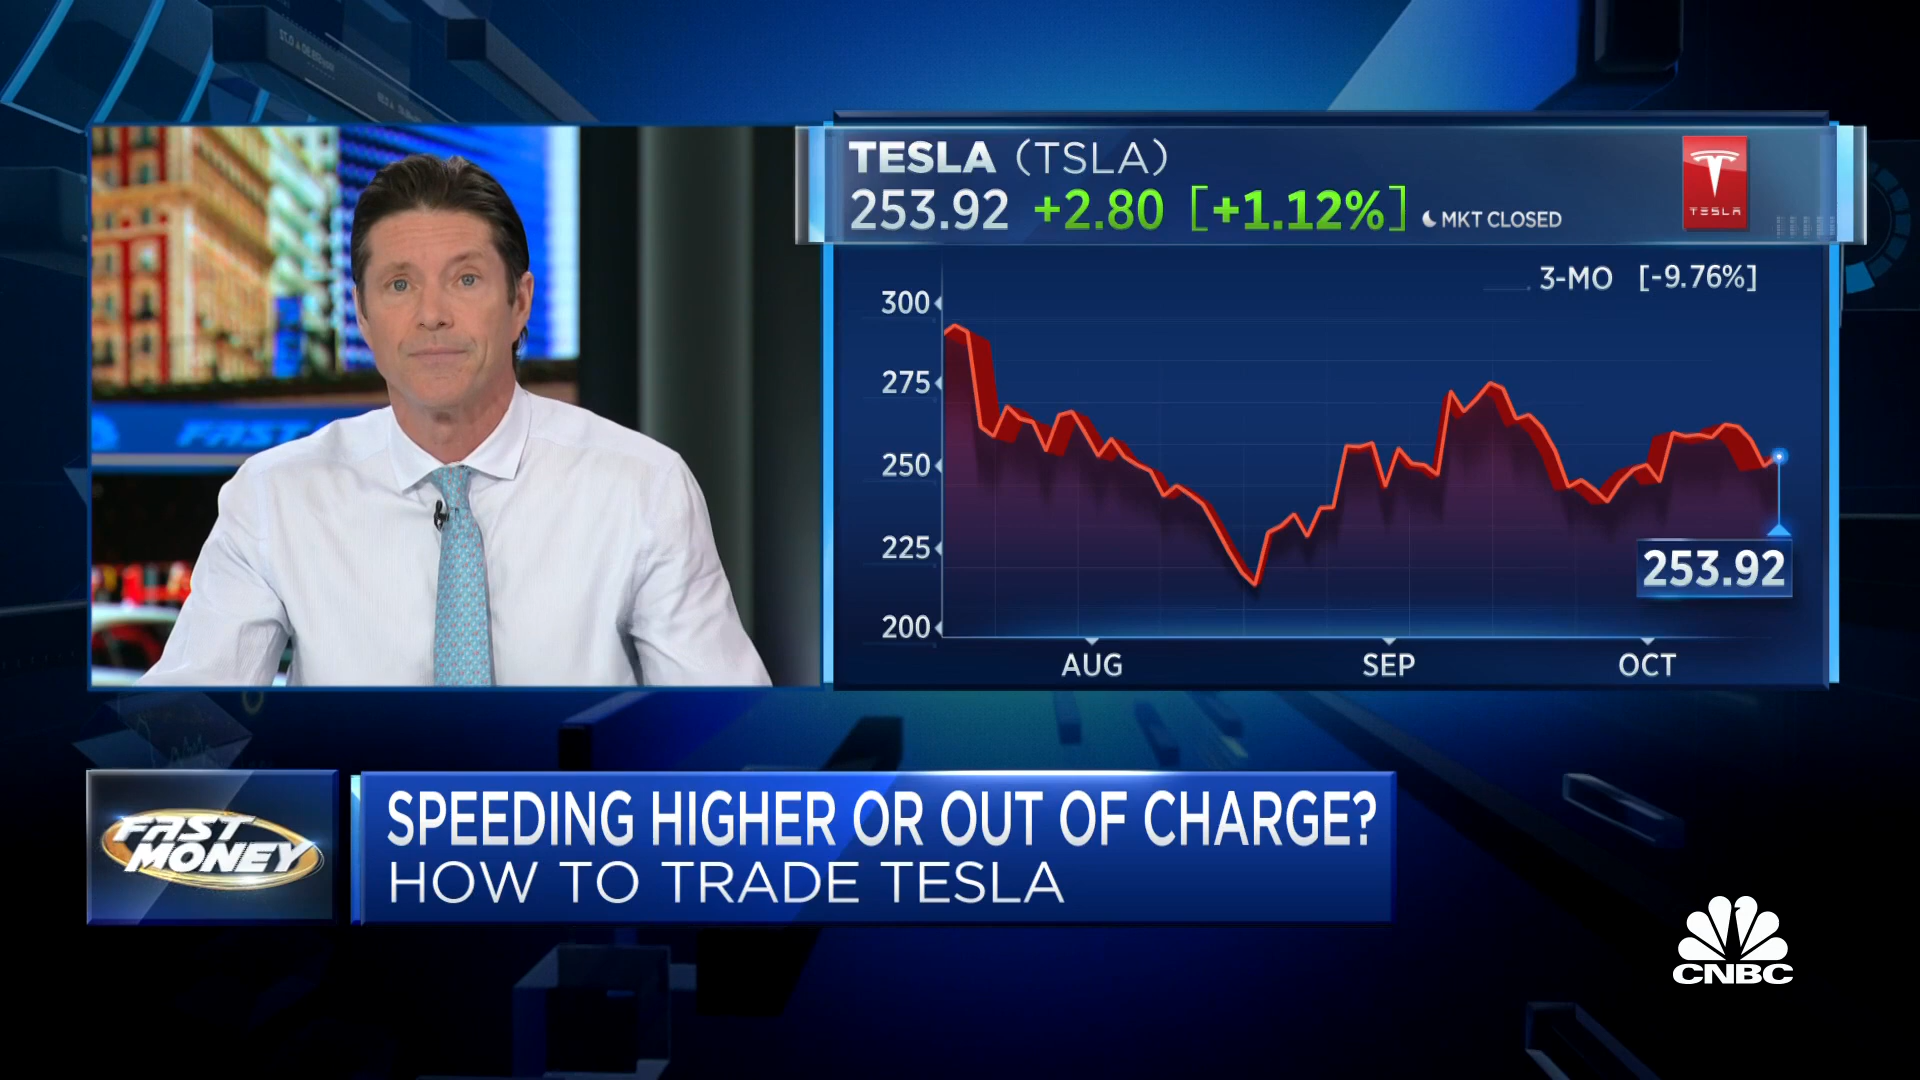 TESLA (TSLA)
253.92 +2.80 [+1.12%] MKT CLOSED
TESLA
3-MO [-9.76%]
300
275
250
225
200
253.92
AUG SEP OCT
FAST
FAST MONEY
SPEEDING HIGHER OR OUT OF CHARGE?
HOW TO TRADE TESLA
CNBC